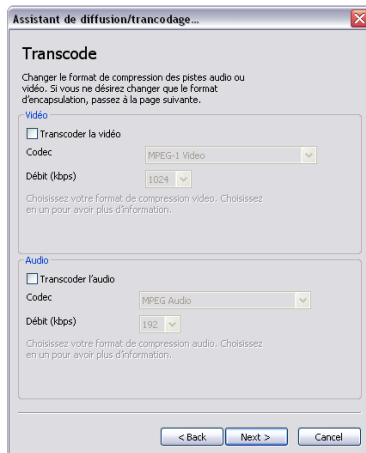 Assistant de diffusion/trancodage...
Transcode
Changer le format de compression des pistes audio ou
vidéo. Si vous ne désirez changer que le format
d'encapsulation, passez à la page suivante.
Vidéo
Transcoder la vidéo
Codec MPEG-1 Video
Débit (kbps) 1024
Choisissez votre format de compression video. Choisissez
en un pour avoir plus d'information.
Audio
Transcoder l'audio
Codec MPEG Audio
Débit (kbps) 192
Choisissez votre format de compression audio. Choisissez
en un pour avoir plus d'information.
< Back Next > Cancel